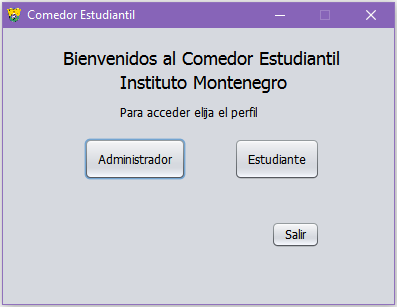 Comedor Estudiantil
Bienvenidos al Comedor Estudiantil
Instituto Montenegro
Para acceder elija el perfil
Administrador
Estudiante
Salir